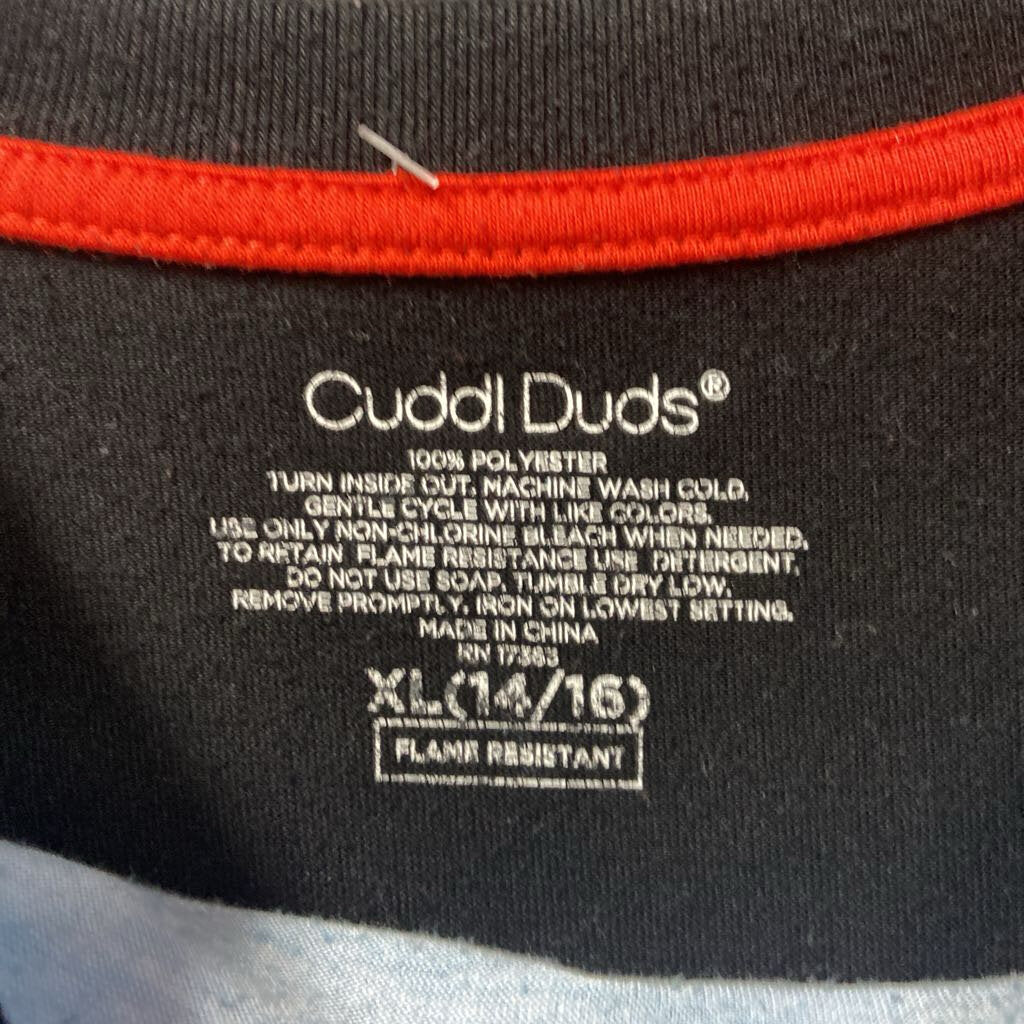 Cuddl Duds®
100% POLYESTER
TURN INSIDE OUT. MACHINE WASH COLD,
GENTLE CYCLE WITH LIKE COLORS.
USE ONLY NON-CHLORINE BLEACH WHEN NEEDED.
TO RETAIN FLAME RESISTANCE USE DETERGENT.
DO NOT USE SOAP. TUMBLE DRY LOW.
REMOVE PROMPTLY. IRON ON LOWEST SETTING.
MADE IN CHINA
RN 17363
XL(14/16)
FLAME RESISTANT